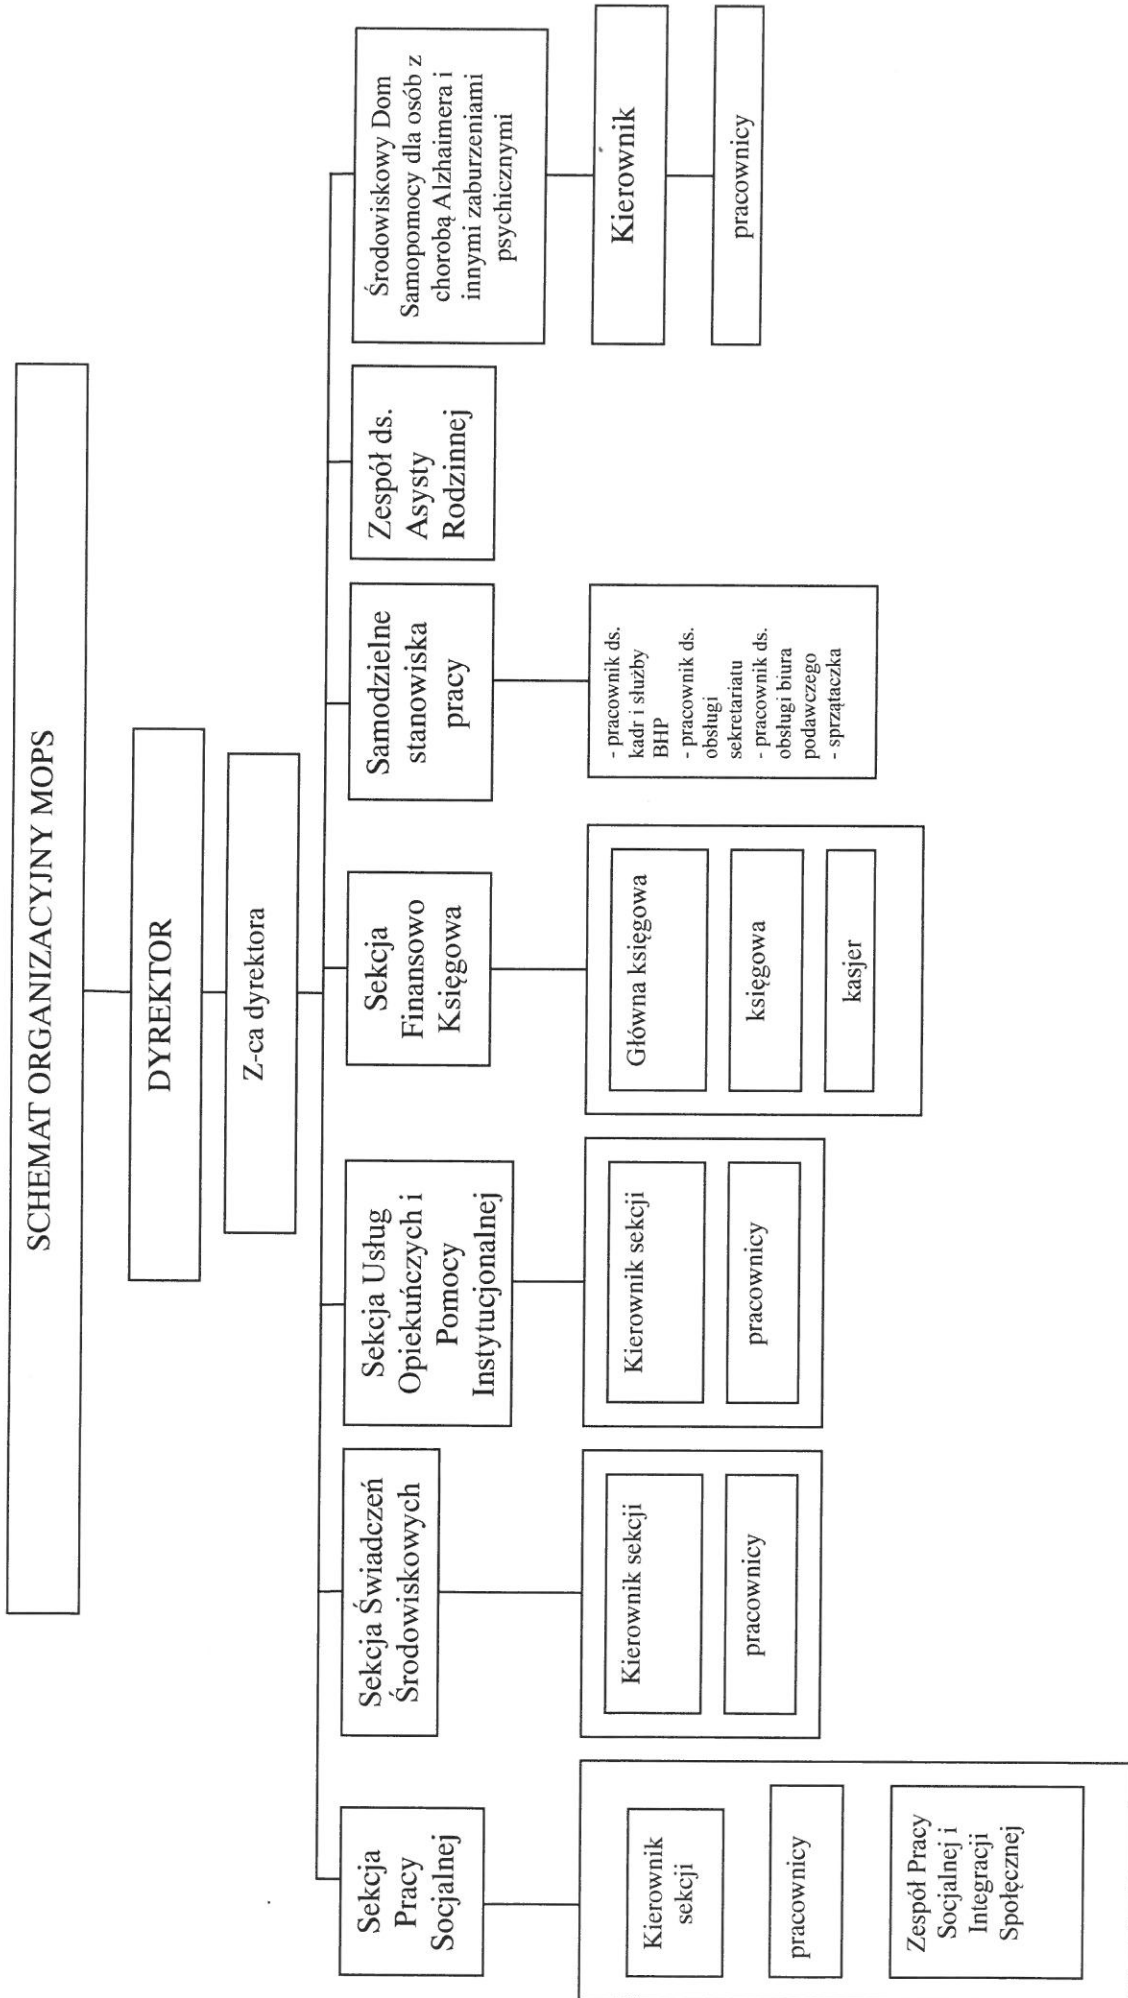 SCHEMAT ORGANIZACYJNY MOPS
DYREKTOR
Z-ca dyrektora
Sekcja
Pracy
Socjalnej
Sekcja Świadczeń
Środowiskowych
Sekcja Usług
Opiekuńczych i
Pomocy
Instytucjonalnej
Sekcja
Finansowo
Księgowa
Samodzielne
stanowiska
pracy
Zespół ds.
Asysty
Rodzinnej
Środowiskowy Dom
Samopomocy dla osób z
chorobą Alzhaimera i
innymi zaburzeniami
psychicznymi
Kierownik
sekcji
pracownicy
Zespół Pracy
Socjalnej i
Integracji
Społęcznej
Kierownik sekcji
pracownicy
Kierownik sekcji
pracownicy
Główna księgowa
księgowa
kasjer
- pracownik ds.
kadr i służby
BHP
- pracownik ds.
obsługi
sekretariatu
- pracownik ds.
obsługi biura
podawczego
- sprzątaczka
Kierownik
pracownicy